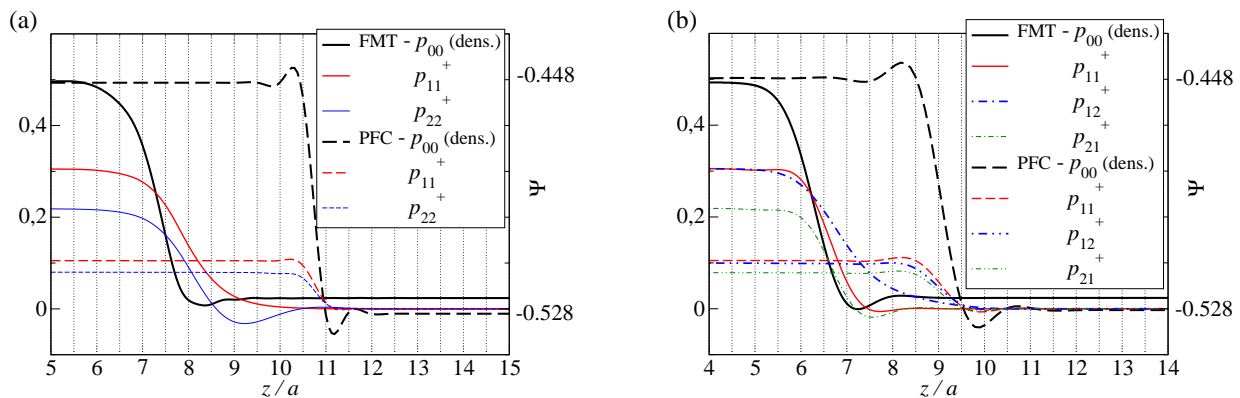 (a)
FMT - p00 (dens.)
p11+
p22+
PFC - p00 (dens.)
p11+
p22+
0,4
0,2
0
-0.448
-0.528
Ψ
5 6 7 8 9 10 11 12 13 14 15
z / a
(b)
FMT - p00 (dens.)
p11+
p12+
p21+
PFC - p00 (dens.)
p11+
p12+
p21+
0,4
0,2
0
-0.448
-0.528
Ψ
4 5 6 7 8 9 10 11 12 13 14
z / a